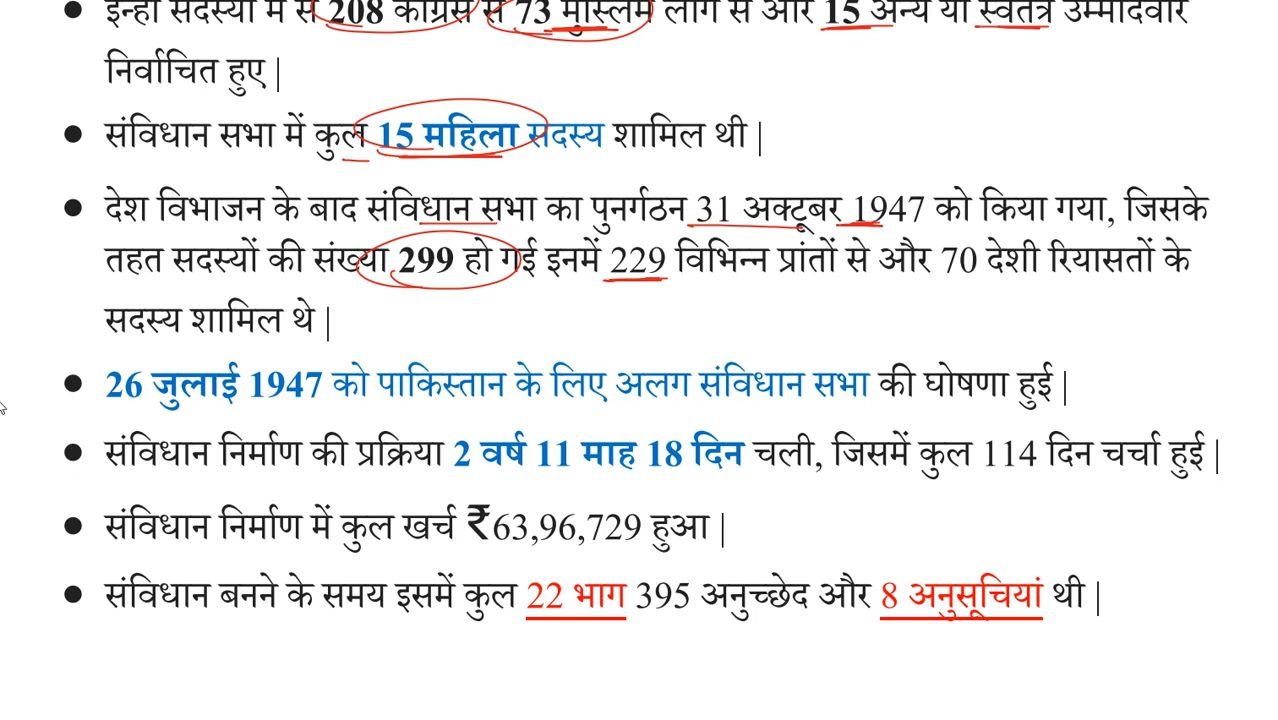 इन्हीं सदस्यों में से 208 कांग्रेस से 73 मुस्लिम लीग से और 15 अन्य या स्वतंत्र उम्मीदवार
निर्वाचित हुए |
● संविधान सभा में कुल 15 महिला सदस्य शामिल थी |
● देश विभाजन के बाद संविधान सभा का पुनर्गठन 31 अक्टूबर 1947 को किया गया, जिसके
तहत सदस्यों की संख्या 299 हो गई इनमें 229 विभिन्न प्रांतों से और 70 देशी रियासतों के
सदस्य शामिल थे |
● 26 जुलाई 1947 को पाकिस्तान के लिए अलग संविधान सभा की घोषणा हुई |
● संविधान निर्माण की प्रक्रिया 2 वर्ष 11 माह 18 दिन चली, जिसमें कुल 114 दिन चर्चा हुई |
● संविधान निर्माण में कुल खर्च ₹63,96,729 हुआ |
● संविधान बनने के समय इसमें कुल 22 भाग 395 अनुच्छेद और 8 अनुसूचियां थी |